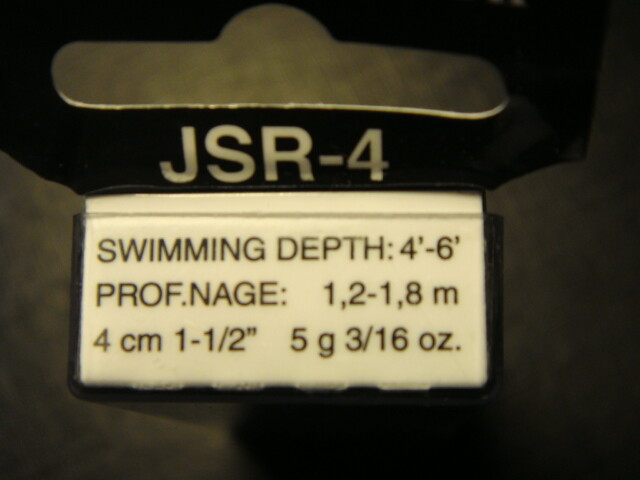 JSR-4
SWIMMING DEPTH: 4'-6'
PROF.NAGE: 1,2-1,8 m
4 cm 1-1/2" 5 g 3/16 oz.